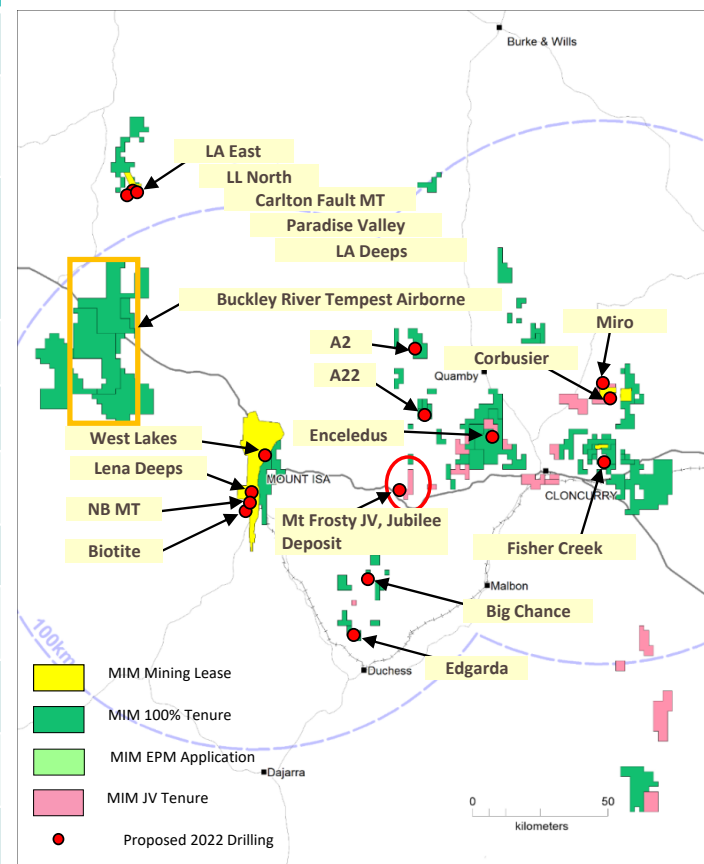 Burke & Wills
LA East
LL North
Carlton Fault MT
Paradise Valley
LA Deeps
Buckley River Tempest Airborne
Miro
A2
Corbusier
Quamby
A22
Enceledus
West Lakes
Lena Deeps
MOUNT ISA
CLONCURRY
NB MT
Mt Frosty JV, Jubilee
Deposit
Biotite
Fisher Creek
Malbon
Big Chance
100km
Edgarda
Duchess
MIM Mining Lease
MIM 100% Tenure
MIM EPM Application
Dajarra
MIM JV Tenure
Proposed 2022 Drilling
0 50
kilometers